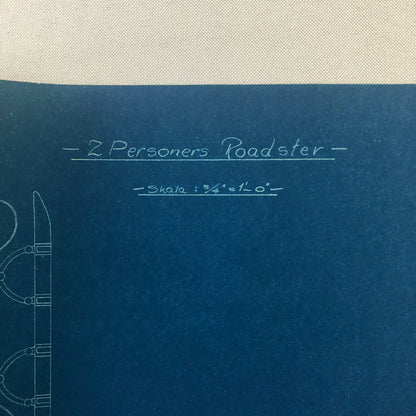 - 2 Personers Roadster -
- Skala : 3/4" = 1'- 0" -